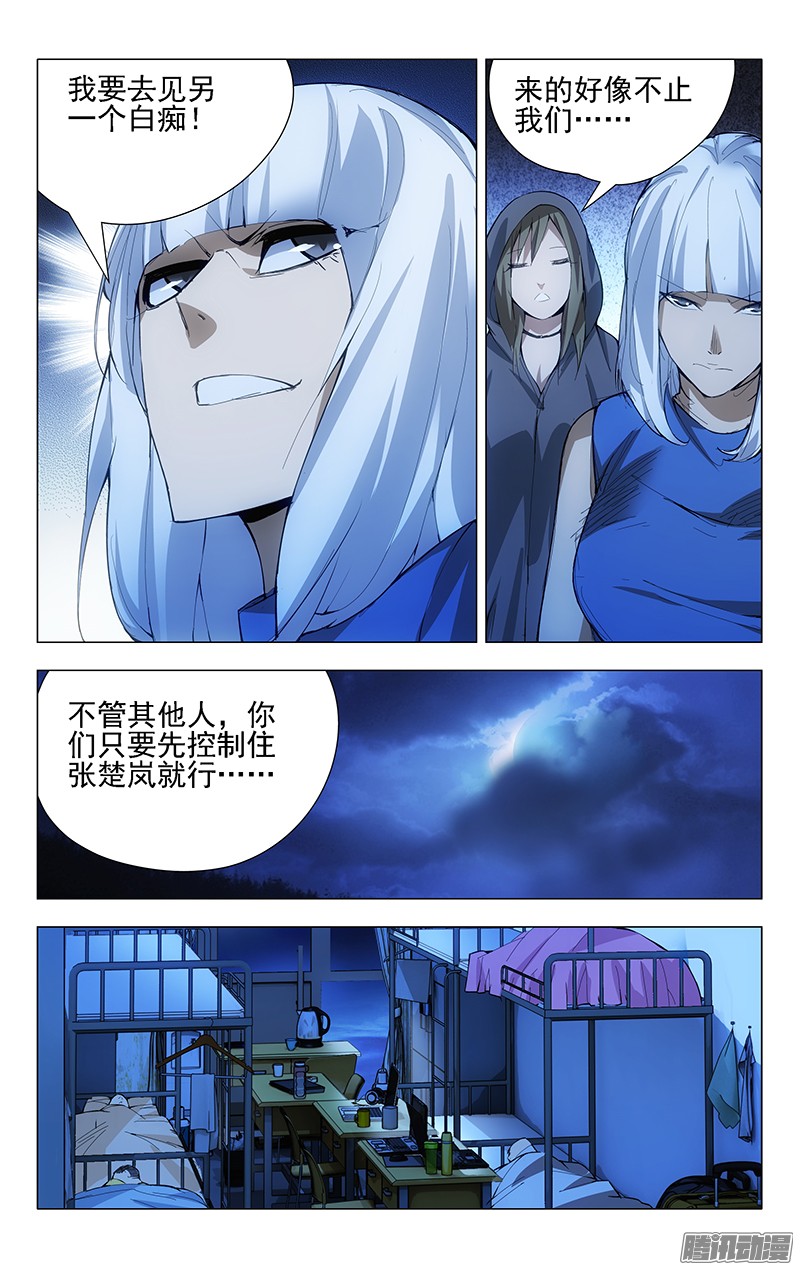 我要去见另
一个白痴！
来的好像不止
我们……
不管其他人，你
们只要先控制住
张楚岚就行……
腾讯动漫